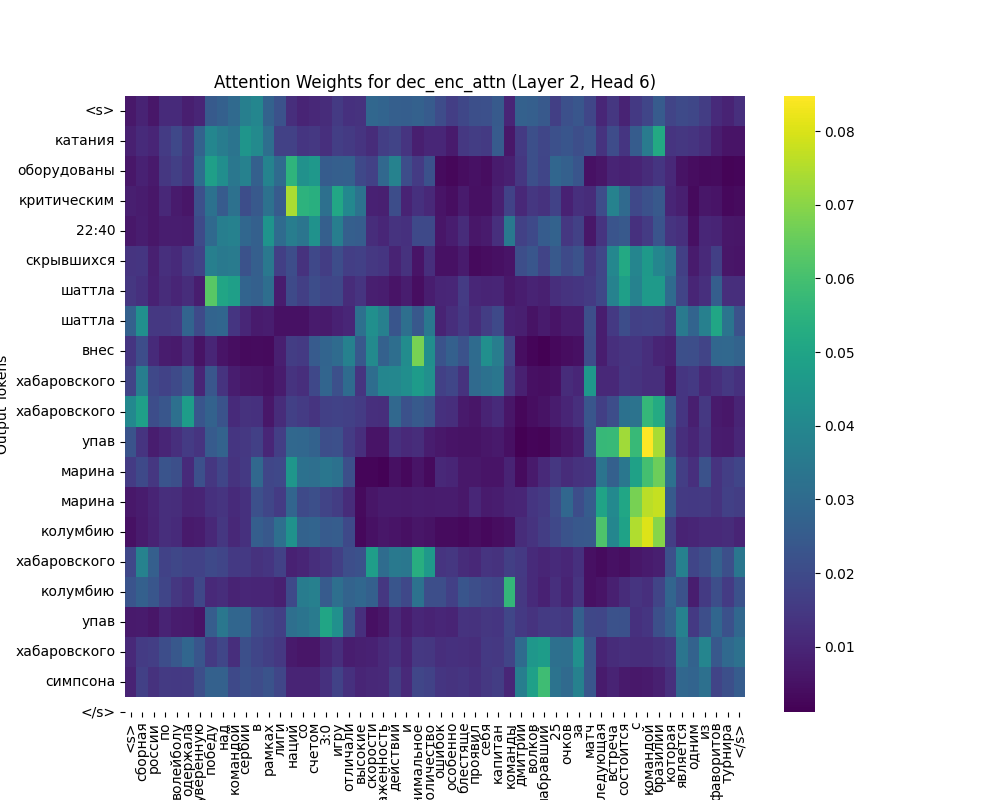 Attention Weights for dec_enc_attn (Layer 2, Head 6)
Output Tokens
<s>
катания
оборудованы
критическим
22:40
скрывшихся
шаттла
шаттла
внес
хабаровского
хабаровского
упав
марина
марина
колумбию
хабаровского
колумбию
упав
хабаровского
симпсона
</s>
<s>
сборная
россии
по
волейболу
одержала
уверенную
победу
над
командой
сербии
в
рамках
лиги
наций
со
счетом
3:0
игру
отличали
высокие
скорости
аженность
действий
и
нимальное
оличество
ошибок
особенно
блестяще
проявил
себя
капитан
команды
дмитрий
волков
набравший
25
очков
за
матч
ледующая
встреча
состоится
с
командой
бразилии
которая
является
одним
из
фаворитов
турнира
</s>
0.08
0.07
0.06
0.05
0.04
0.03
0.02
0.01